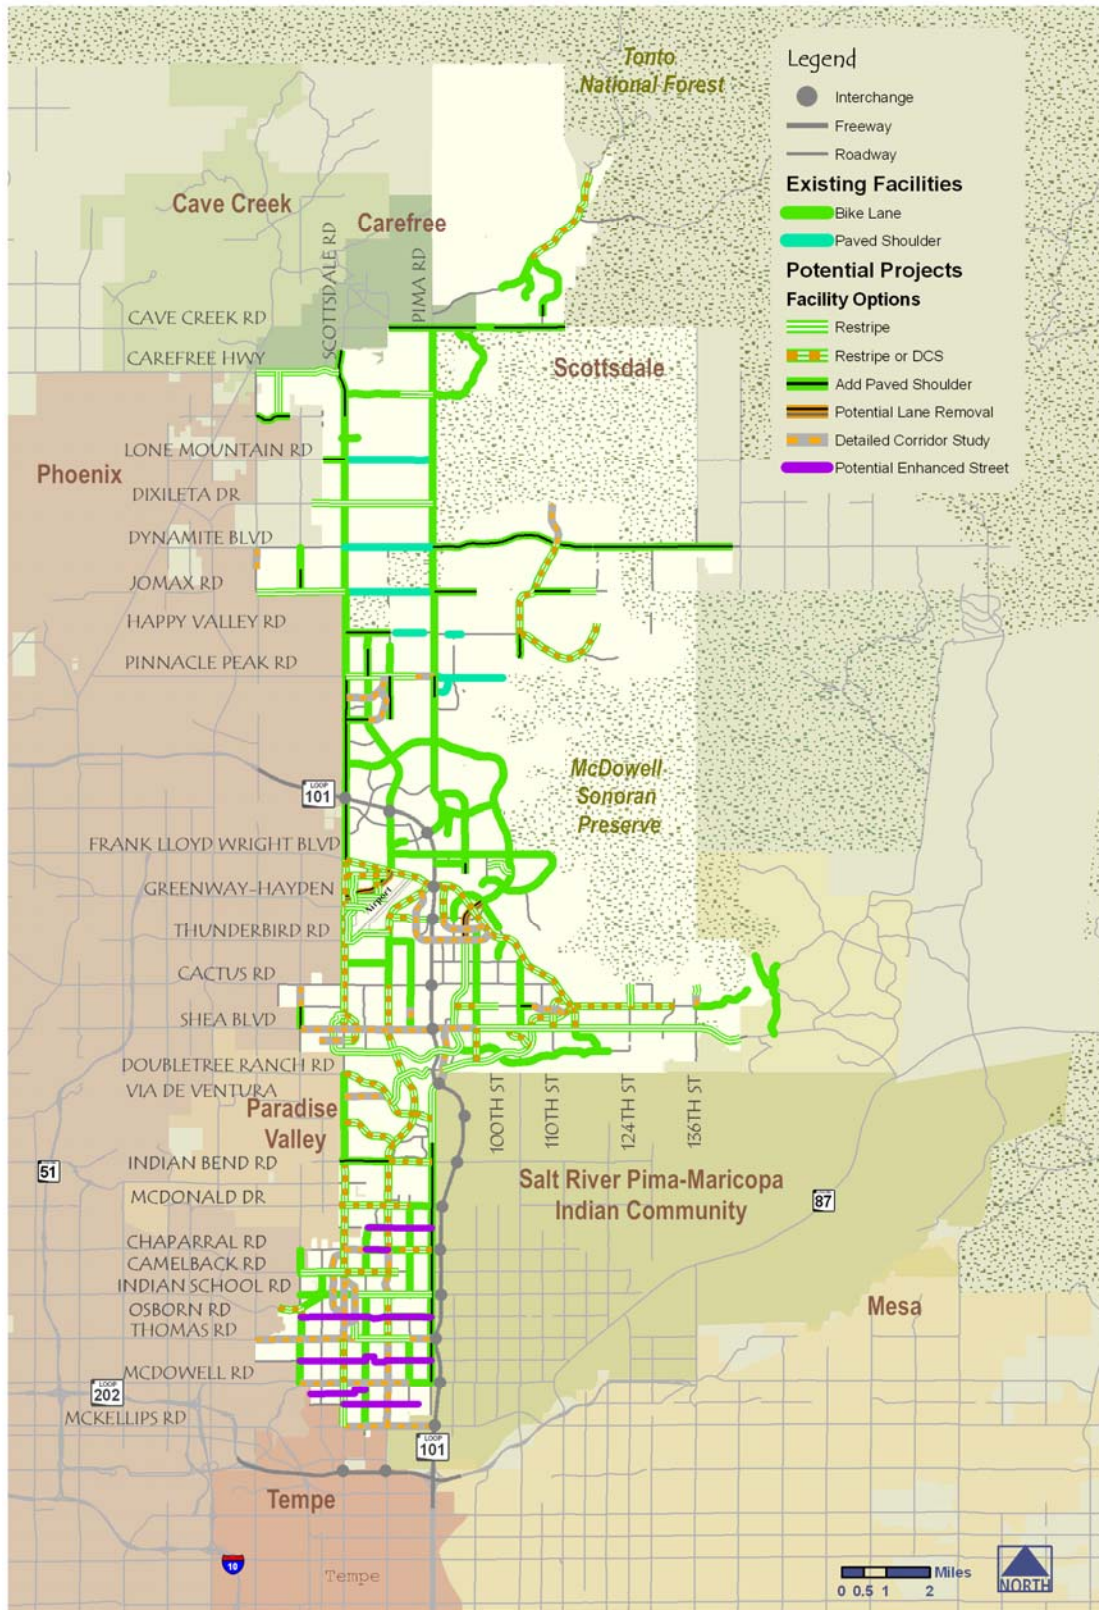 Tonto
National Forest
Legend
Interchange
Freeway
Roadway
Existing Facilities
Bike Lane
Paved Shoulder
Potential Projects
Facility Options
Restripe
Restripe or DCS
Add Paved Shoulder
Potential Lane Removal
Detailed Corridor Study
Potential Enhanced Street
Cave Creek
Carefree
SCOTTSDALE RD
PIMA RD
CAVE CREEK RD
CAREFREE HWY
Scottsdale
LONE MOUNTAIN RD
Phoenix
DIXILETA DR
DYNAMITE BLVD
JOMAX RD
HAPPY VALLEY RD
PINNACLE PEAK RD
McDowell
Sonoran
Preserve
LOOP
101
FRANK LLOYD WRIGHT BLVD
GREENWAY-HAYDEN
Airport
THUNDERBIRD RD
CACTUS RD
SHEA BLVD
DOUBLETREE RANCH RD
VIA DE VENTURA
100TH ST
110TH ST
124TH ST
136TH ST
Paradise
Valley
51
INDIAN BEND RD
Salt River Pima-Maricopa
Indian Community
87
MCDONALD DR
CHAPARRAL RD
CAMELBACK RD
INDIAN SCHOOL RD
OSBORN RD
THOMAS RD
Mesa
MCDOWELL RD
LOOP
202
MCKELLIPS RD
LOOP
101
Tempe
10
Tempe
Miles
0 0.5 1 2
NORTH